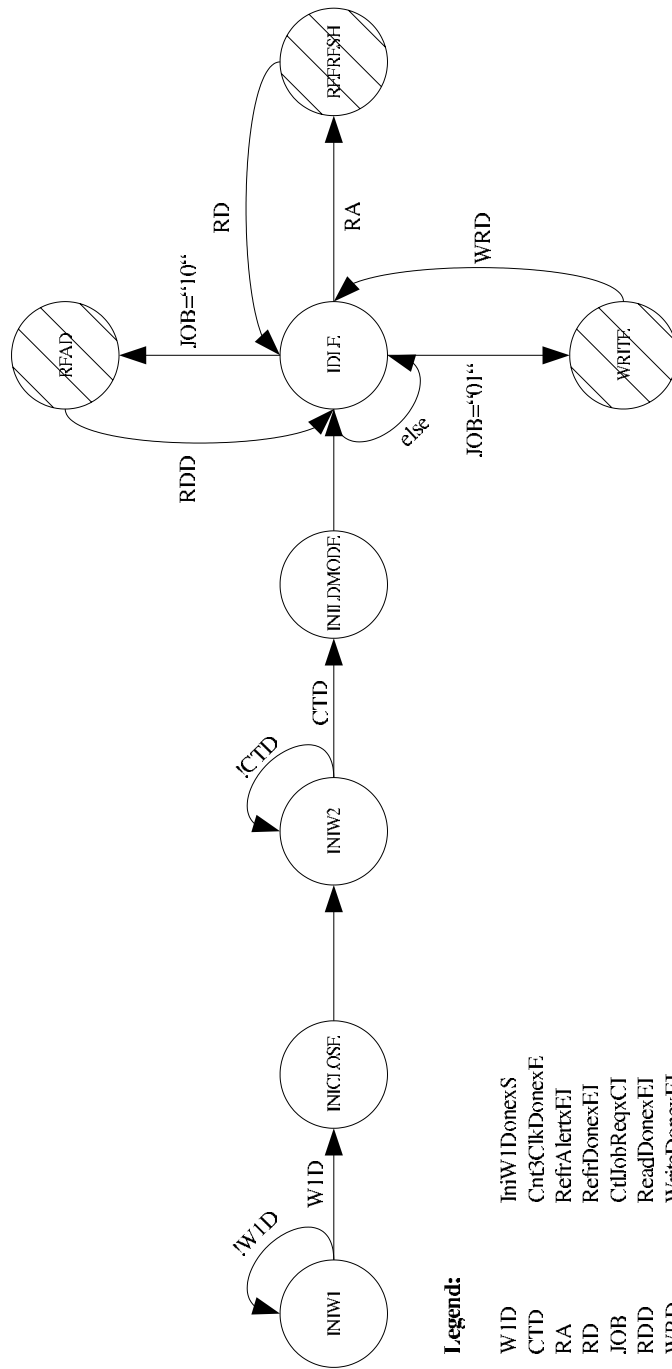 INIW1
!W1D
W1D
INICLOSE
INIW2
!CTD
CTD
INILDMODE
IDLE
else
READ
RDD
JOB="10"
REFRESH
RD
RA
WRITE
JOB="01"
WRD
Legend:
W1D IniW1DonexS
CTD Cnt3ClkDonexE
RA RefrAlertxEI
RD RefrDonexEI
JOB CtlJobReqxCI
RDD ReadDonexEI
WRD WriteDonexEI